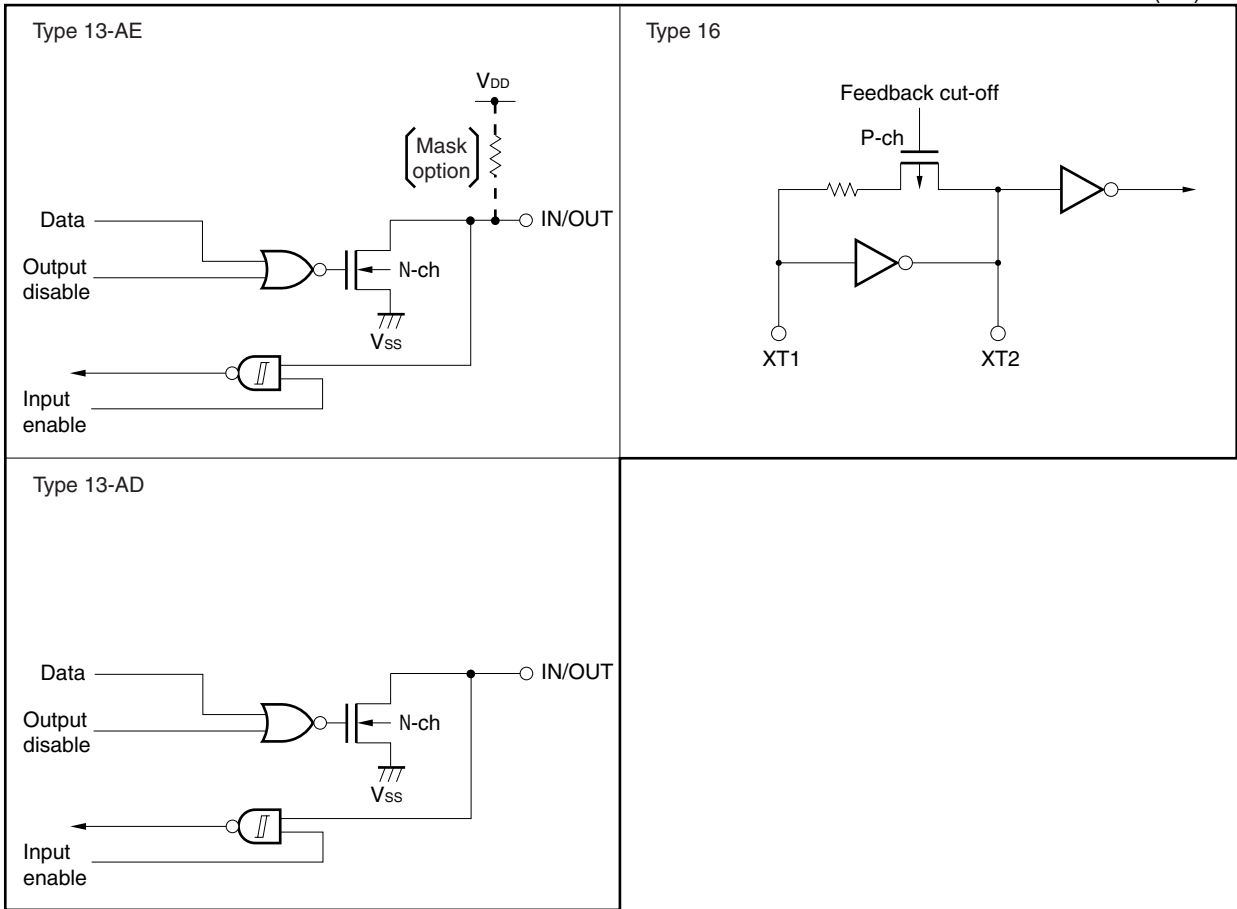 Type 13-AE
VDD
Mask
option
Data
IN/OUT
Output
disable
N-ch
VSS
Input
enable
Type 16
Feedback cut-off
P-ch
XT1
XT2
Type 13-AD
Data
IN/OUT
Output
disable
N-ch
VSS
Input
enable